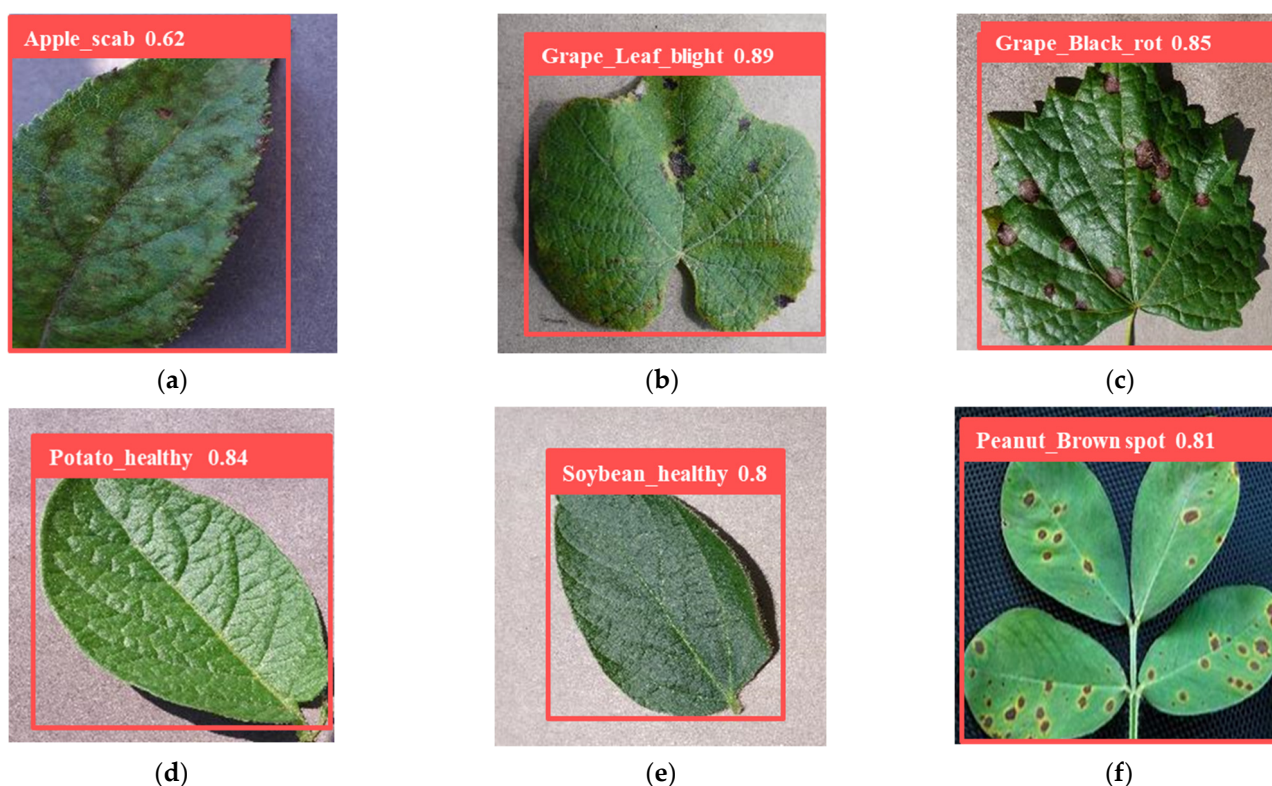 Apple_scab 0.62
Grape_Leaf_blight 0.89
Grape_Black_rot 0.85
(a)
(b)
(c)
Potato_healthy 0.84
Soybean_healthy 0.8
Peanut_Brown spot 0.81
(d)
(e)
(f)